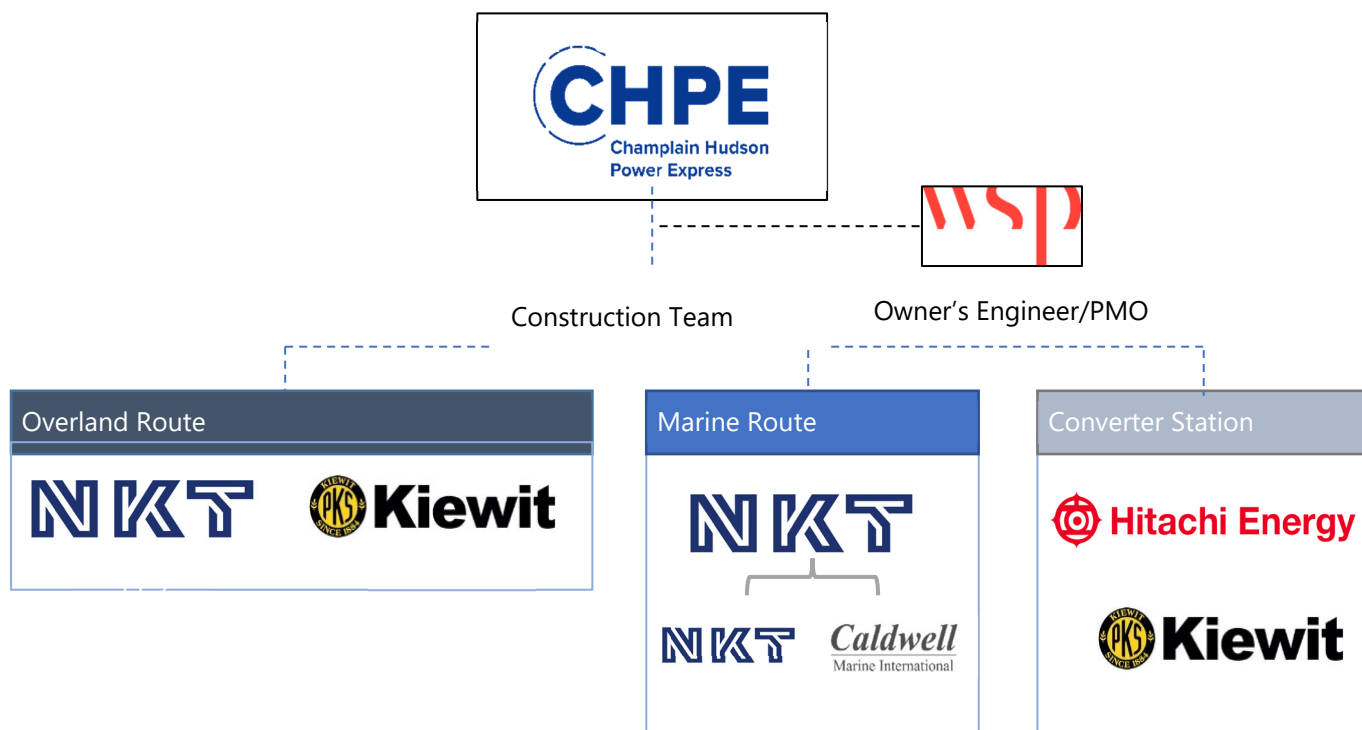 CHPE
Champlain Hudson
Power Express
wsp
Construction Team
Owner's Engineer/PMO
Overland Route
Marine Route
Converter Station
NKT
KIEWIT
PKS
SINCE 1884
Kiewit
NKT
NKT
Caldwell
Marine International
Hitachi Energy
KIEWIT
PKS
SINCE 1884
Kiewit